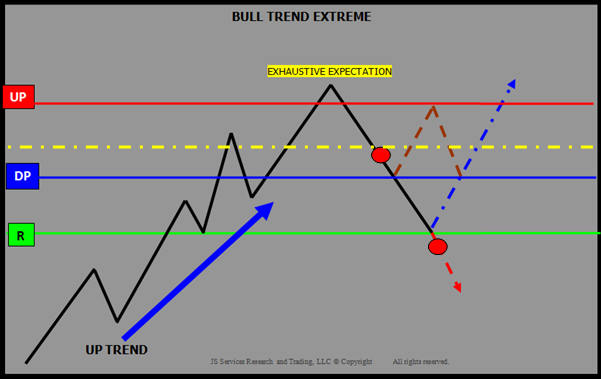 BULL TREND EXTREME
EXHAUSTIVE EXPECTATION
UP
DP
R
UP TREND
JS Services Research and Trading, LLC @ Copyright All rights reserved.